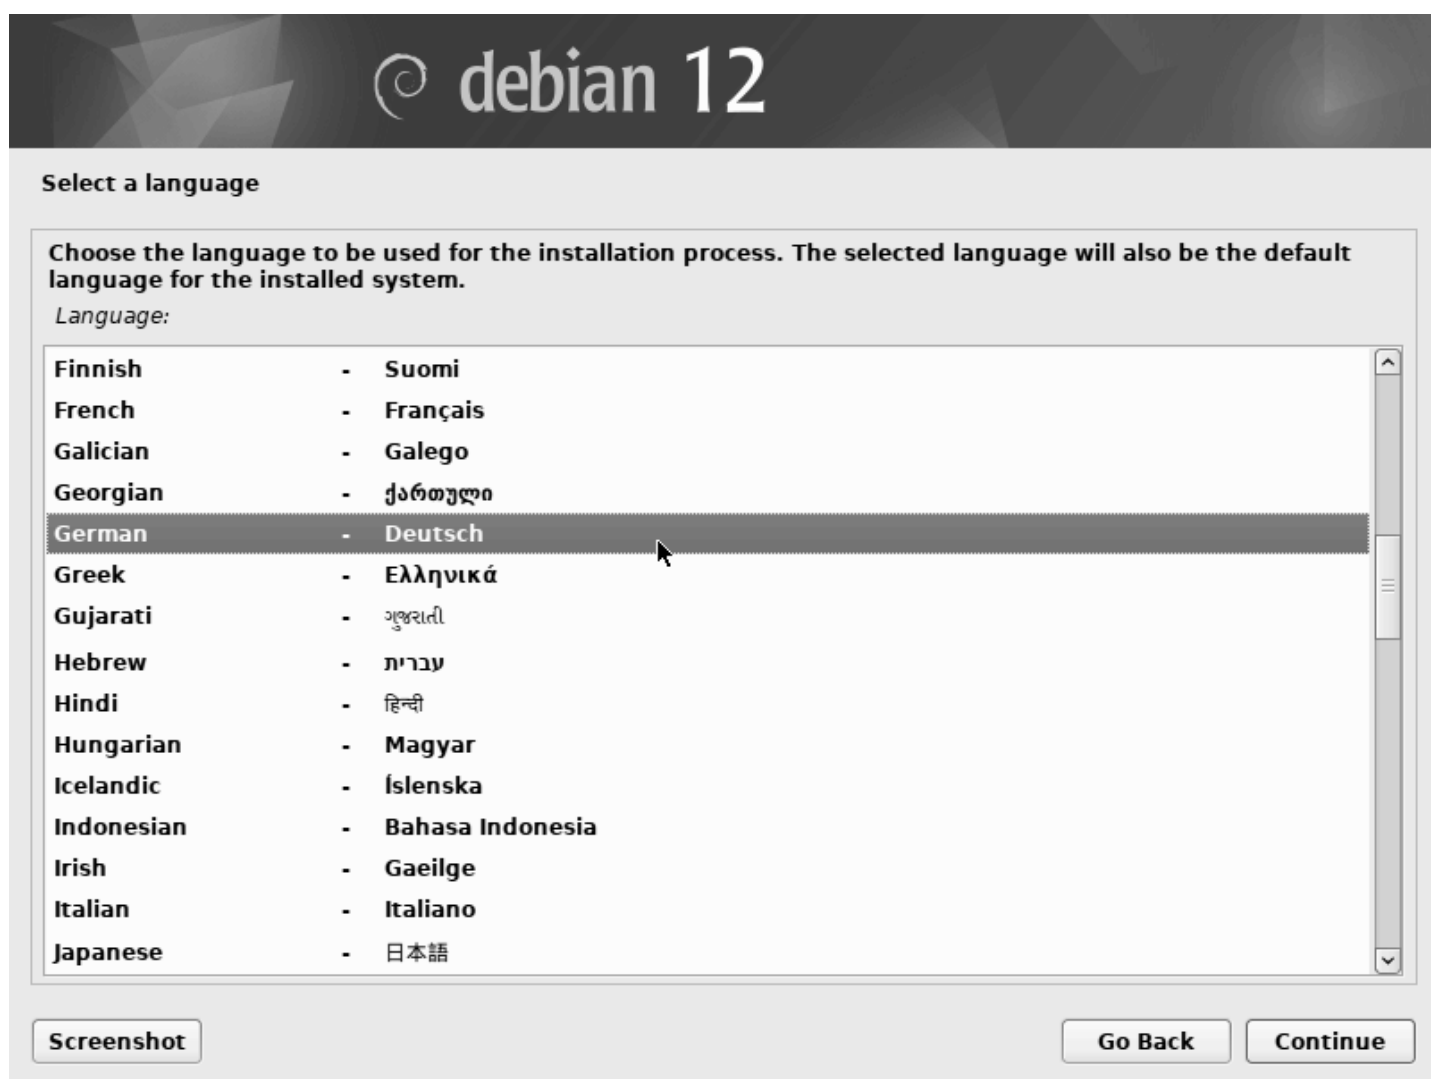 debian 12
Select a language
Choose the language to be used for the installation process. The selected language will also be the default
language for the installed system.
Language:
Finnish - Suomi
French - Français
Galician - Galego
Georgian - ქართული
German - Deutsch
Greek - Ελληνικά
Gujarati - ગુજરાતી
Hebrew - עברית
Hindi - हिन्दी
Hungarian - Magyar
Icelandic - Íslenska
Indonesian - Bahasa Indonesia
Irish - Gaeilge
Italian - Italiano
Japanese - 日本語
Screenshot Go Back Continue